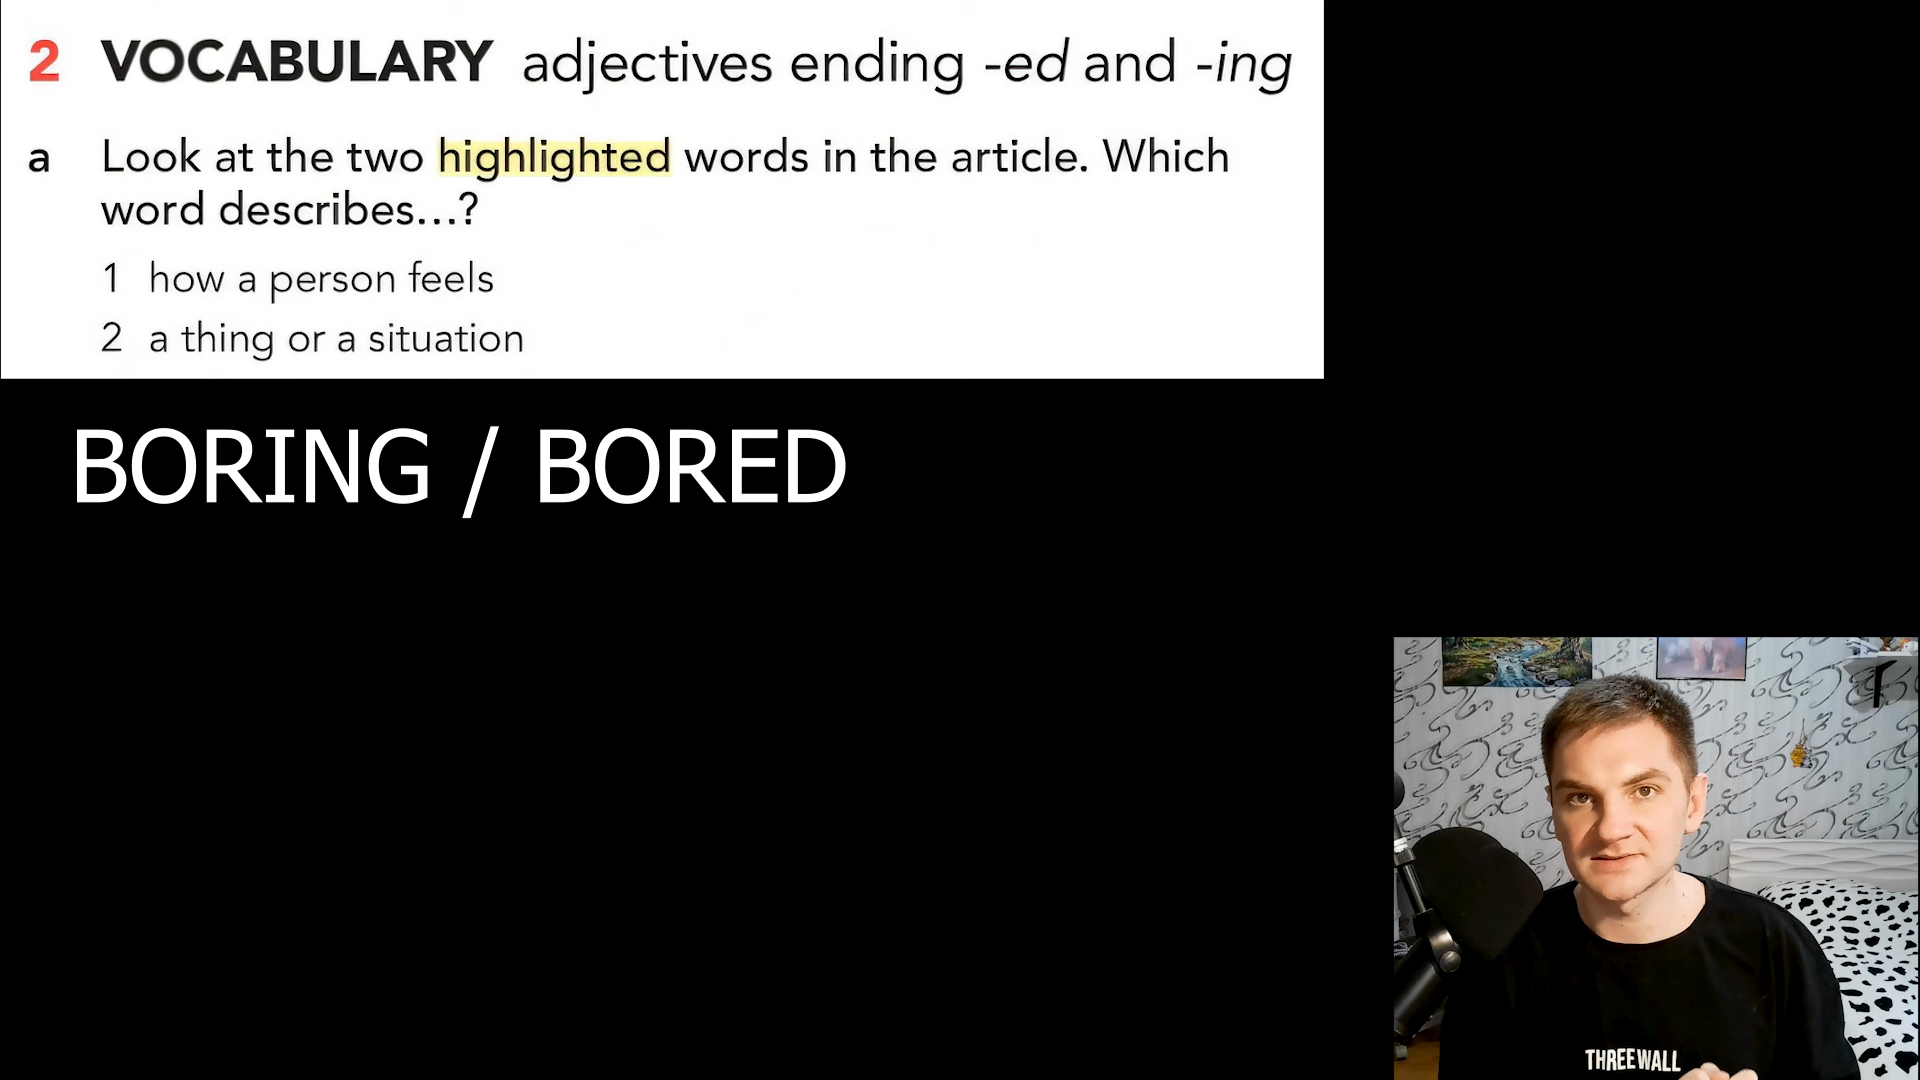 2 VOCABULARY adjectives ending -ed and -ing
a Look at the two highlighted words in the article. Which
word describes...?
1 how a person feels
2 a thing or a situation
BORING / BORED
THREEWALL